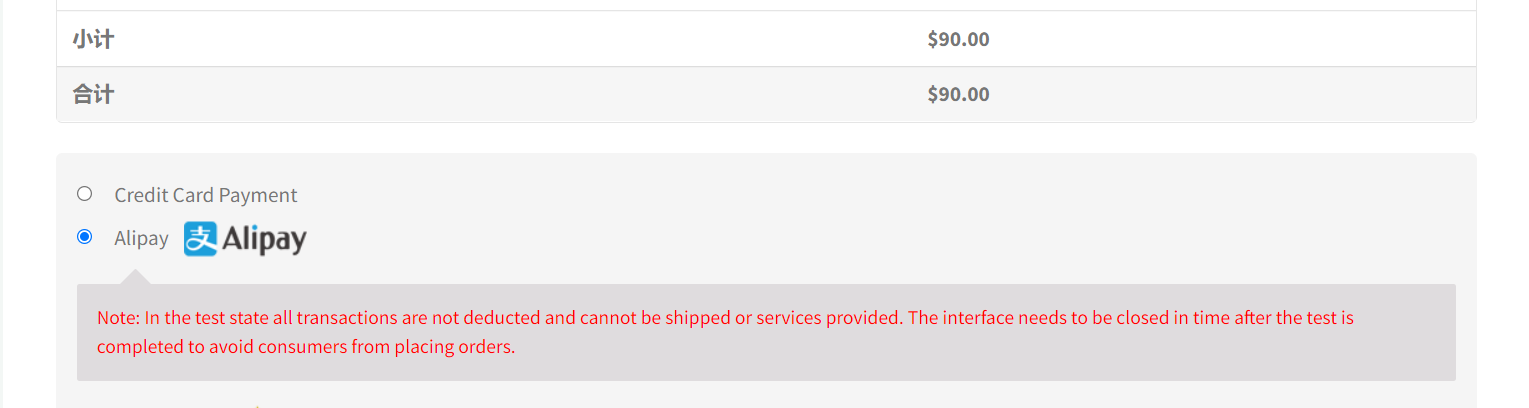 小计 $90.00
合计 $90.00
Credit Card Payment
Alipay 支 Alipay
Note: In the test state all transactions are not deducted and cannot be shipped or services provided. The interface needs to be closed in time after the test is
completed to avoid consumers from placing orders.